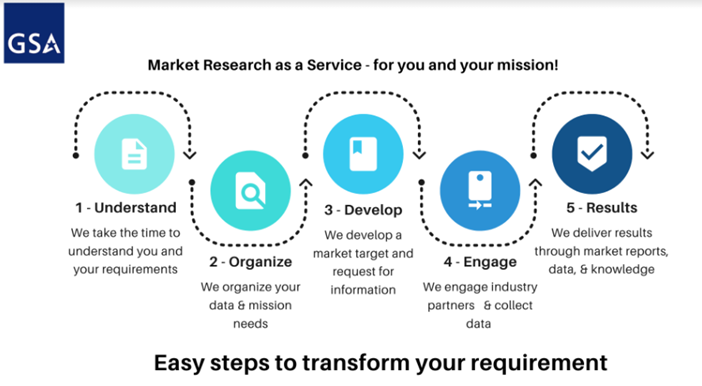 GSA
Market Research as a Service - for you and your mission!
1 - Understand
We take the time to
understand you and
your requirements
2 - Organize
We organize your
data & mission
needs
3 - Develop
We develop a
market target and
request for
information
4 - Engage
We engage industry
partners & collect
data
5 - Results
We deliver results
through market reports,
data, & knowledge
Easy steps to transform your requirement